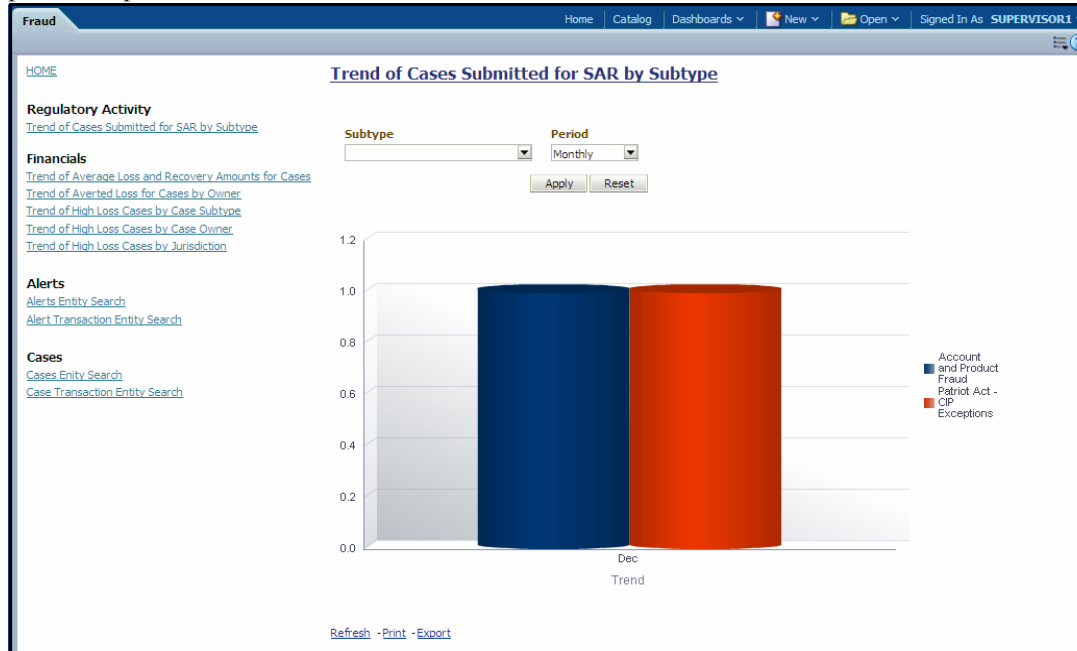 Fraud
Home Catalog Dashboards New Open Signed In As SUPERVISOR1
HOME
Regulatory Activity
Trend of Cases Submitted for SAR by Subtype
Financials
Trend of Average Loss and Recovery Amounts for Cases
Trend of Averted Loss for Cases by Owner
Trend of High Loss Cases by Case Subtype
Trend of High Loss Cases by Case Owner
Trend of High Loss Cases by Jurisdiction
Alerts
Alerts Entity Search
Alert Transaction Entity Search
Cases
Cases Enity Search
Case Transaction Entity Search
Trend of Cases Submitted for SAR by Subtype
Subtype Period
Monthly
Apply Reset
1.2
1.0
0.8
0.6
0.4
0.2
0.0
Dec
Trend
Account
and Product
Fraud
Patriot Act -
CIP
Exceptions
Refresh - Print - Export